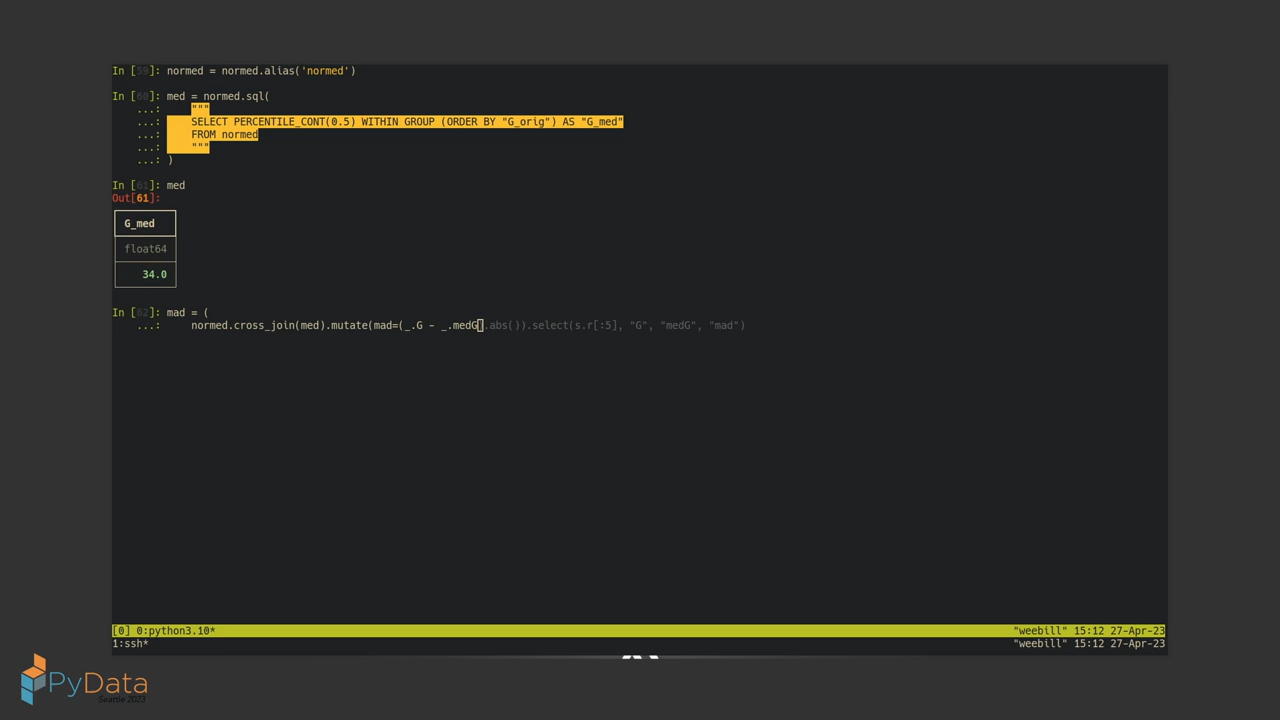 In [59]: normed = normed.alias('normed')
In [60]: med = normed.sql(
...: """
...: SELECT PERCENTILE_CONT(0.5) WITHIN GROUP (ORDER BY "G_orig") AS "G_med"
...: FROM normed
...: """
...: )
In [61]: med
Out[61]:
G_med
float64
34.0
In [62]: mad = (
...: normed.cross_join(med).mutate(mad=(_.G - _.medG).abs()).select(s.r[:5], "G", "medG", "mad")
[0] 0:python3.10* "weebill" 15:12 27-Apr-23
1:ssh* "weebill" 15:12 27-Apr-23
PyData
Seattle 2023